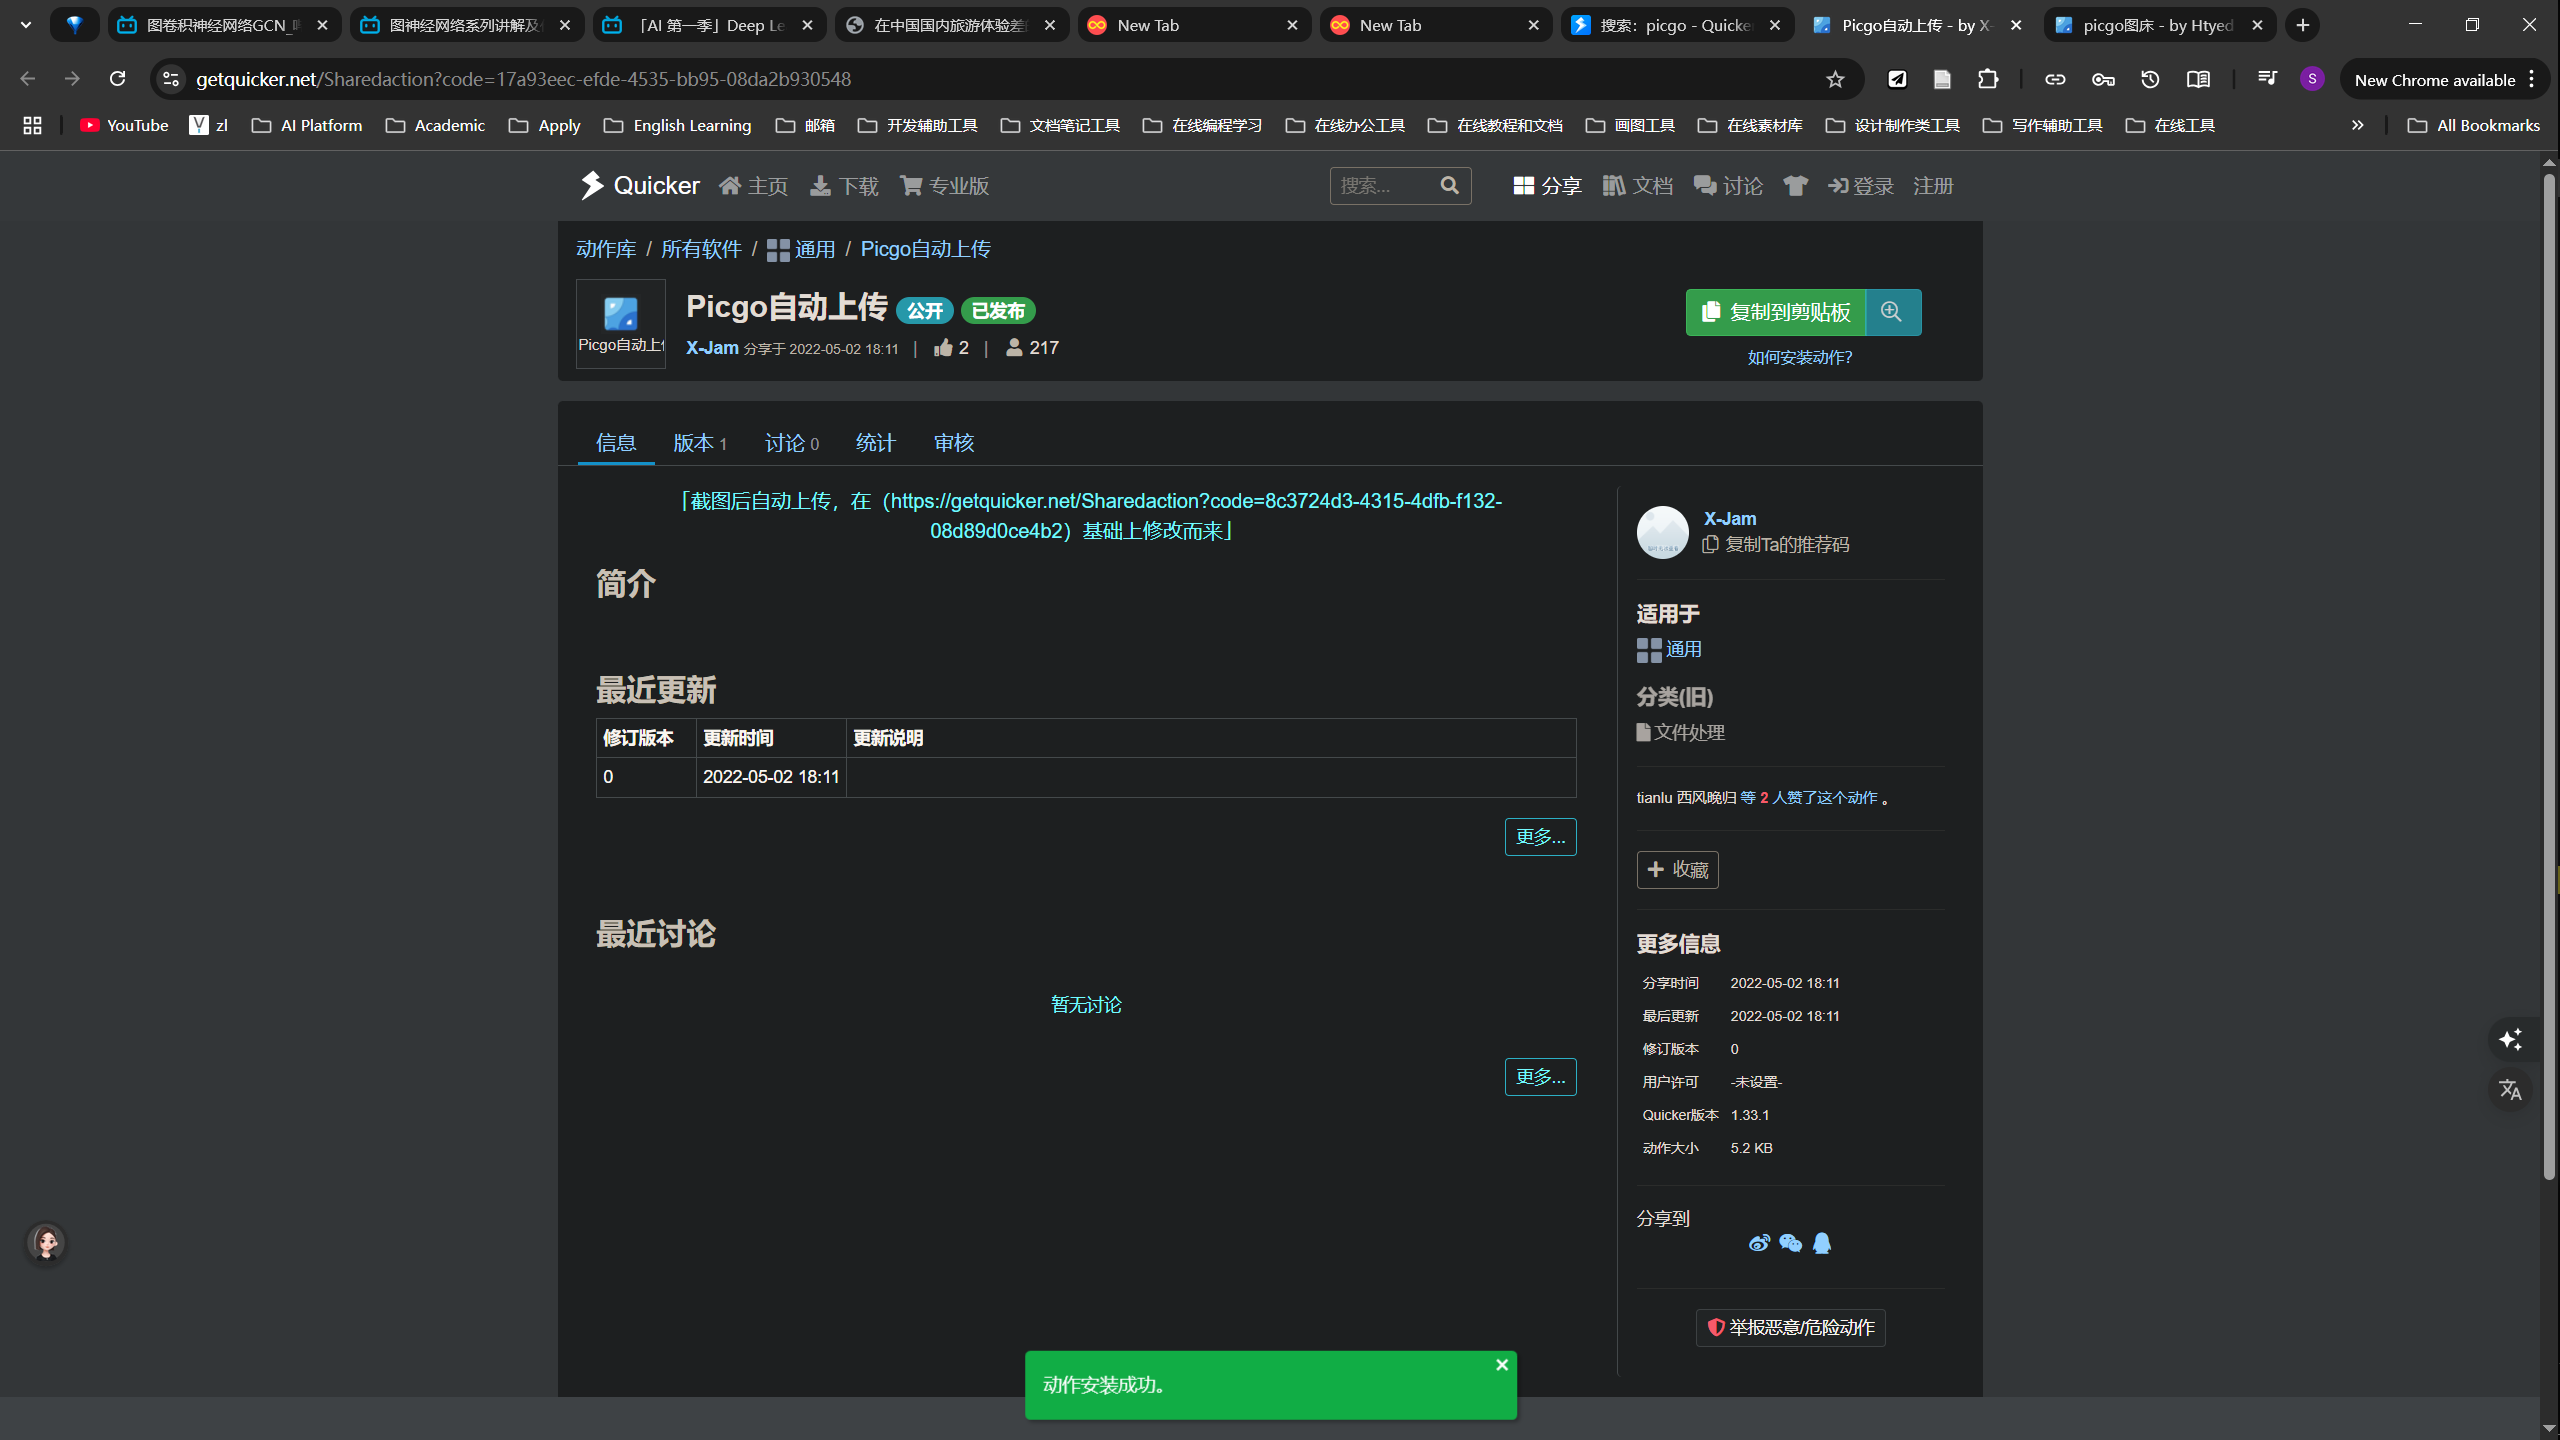 图卷积神经网络GCN_
图神经网络系列讲解及
「AI 第一季」Deep Le
在中国国内旅游体验差
New Tab
New Tab
搜索：picgo - Quicke
Picgo自动上传 - by X-
picgo图床 - by Htyed
getquicker.net/Sharedaction?code=17a93eec-efde-4535-bb95-08da2b930548
S
New Chrome available
YouTube
zl
AI Platform
Academic
Apply
English Learning
邮箱
开发辅助工具
文档笔记工具
在线编程学习
在线办公工具
在线教程和文档
画图工具
在线素材库
设计制作类工具
写作辅助工具
在线工具
All Bookmarks
Quicker
主页
下载
专业版
搜索...
分享
文档
讨论
登录
注册
动作库 / 所有软件 / 通用 / Picgo自动上传
Picgo自动上
Picgo自动上传 公开 已发布
X-Jam 分享于 2022-05-02 18:11 | 2 | 217
复制到剪贴板
如何安装动作?
信息
版本 1
讨论 0
统计
审核
「截图后自动上传，在（https://getquicker.net/Sharedaction?code=8c3724d3-4315-4dfb-f132-
08d89d0ce4b2）基础上修改而来」
简介
最近更新
修订版本 更新时间 更新说明
0 2022-05-02 18:11
更多...
最近讨论
暂无讨论
更多...
X-Jam
复制Ta的推荐码
适用于
通用
分类(旧)
文件处理
tianlu 西风晚归 等 2 人赞了这个动作 。
收藏
更多信息
分享时间 2022-05-02 18:11
最后更新 2022-05-02 18:11
修订版本 0
用户许可 -未设置-
Quicker版本 1.33.1
动作大小 5.2 KB
分享到
举报恶意/危险动作
动作安装成功。